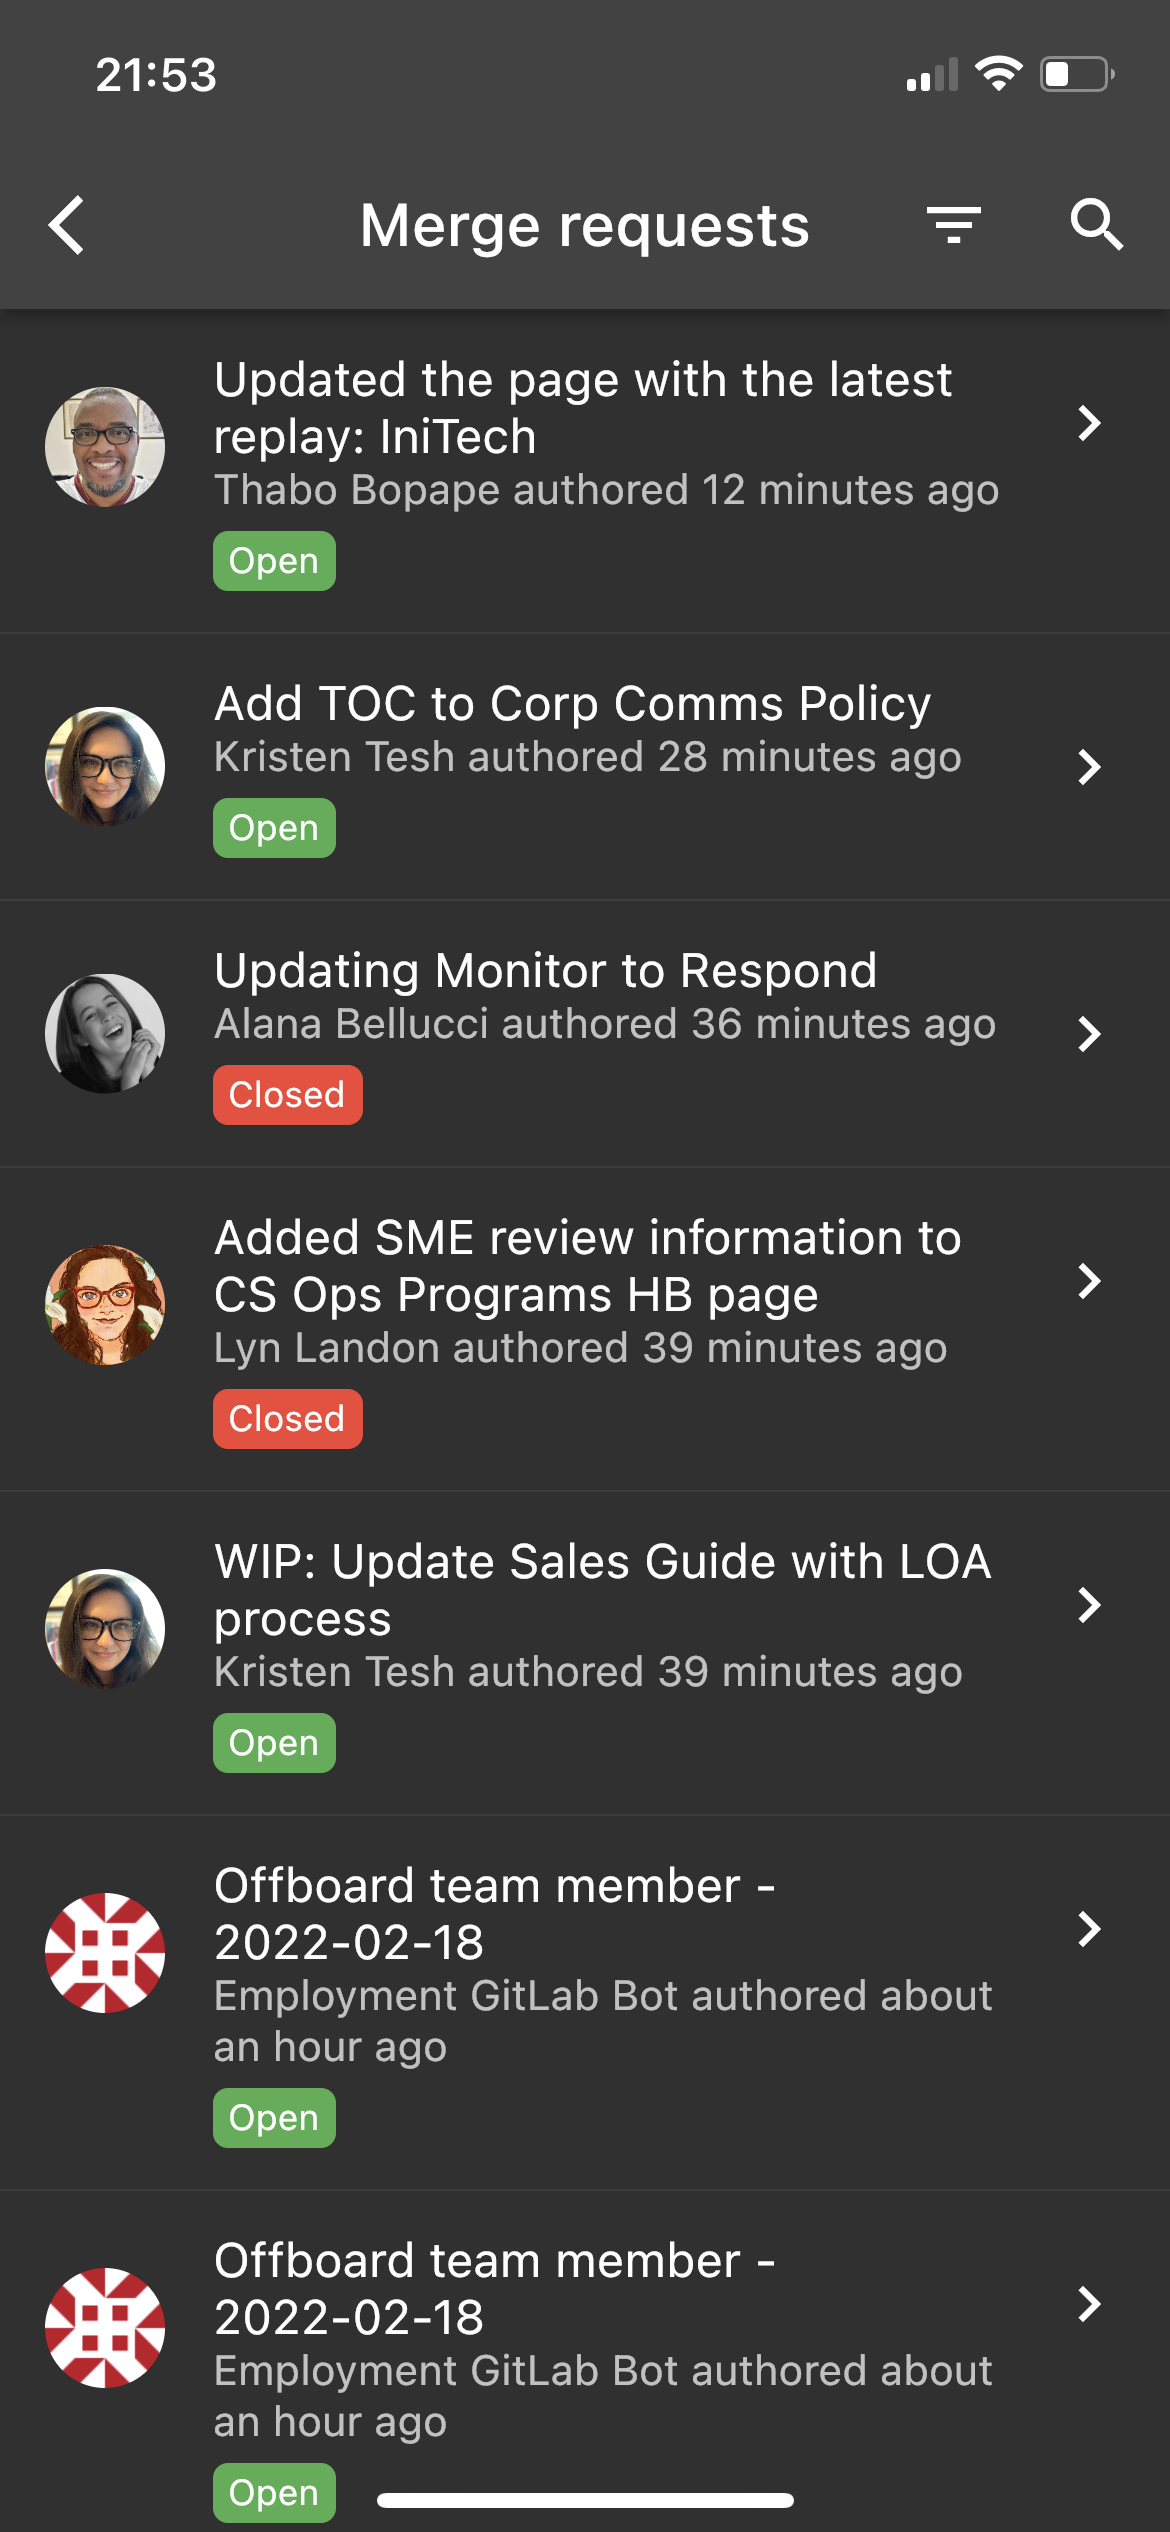 21:53
Merge requests
Updated the page with the latest
replay: IniTech
Thabo Bopape authored 12 minutes ago
Open
Add TOC to Corp Comms Policy
Kristen Tesh authored 28 minutes ago
Open
Updating Monitor to Respond
Alana Bellucci authored 36 minutes ago
Closed
Added SME review information to
CS Ops Programs HB page
Lyn Landon authored 39 minutes ago
Closed
WIP: Update Sales Guide with LOA
process
Kristen Tesh authored 39 minutes ago
Open
Offboard team member -
2022-02-18
Employment GitLab Bot authored about
an hour ago
Open
Offboard team member -
2022-02-18
Employment GitLab Bot authored about
an hour ago
Open